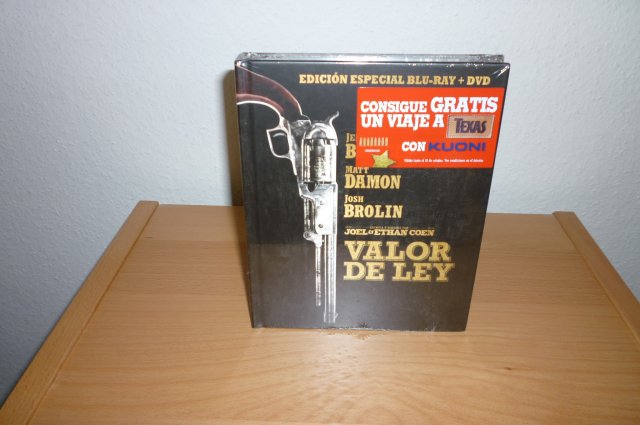 EDICIÓN ESPECIAL BLU-RAY + DVD
CONSIGUE GRATIS
UN VIAJE A TEXAS
CON KUONI
JE
B
MATT
DAMON
JOSH
BROLIN
JOEL & ETHAN COEN
VALOR
DE LEY